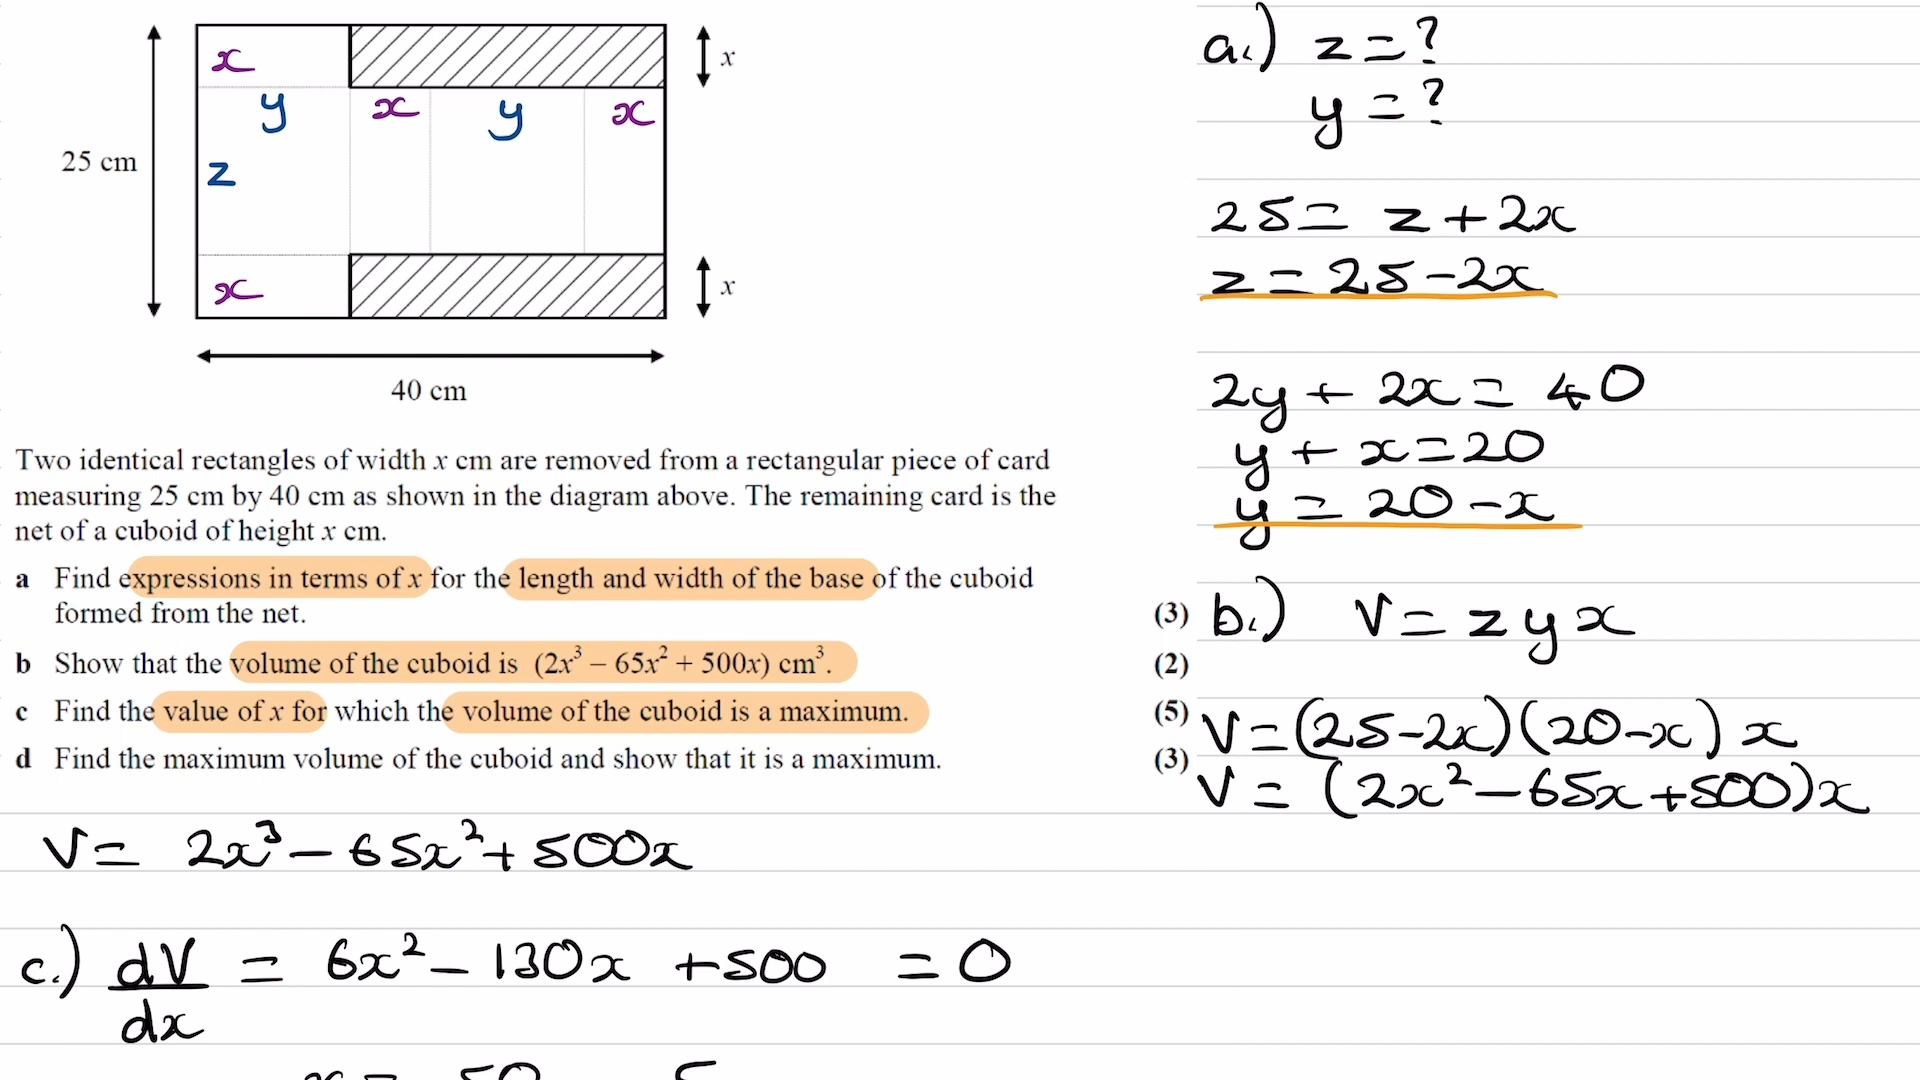 x
x
y
x
y
x
25 cm
z
x
x
40 cm
Two identical rectangles of width x cm are removed from a rectangular piece of card
measuring 25 cm by 40 cm as shown in the diagram above. The remaining card is the
net of a cuboid of height x cm.
a Find expressions in terms of x for the length and width of the base of the cuboid
formed from the net. (3)
b Show that the volume of the cuboid is (2x³ – 65x² + 500x) cm³. (2)
c Find the value of x for which the volume of the cuboid is a maximum. (5)
d Find the maximum volume of the cuboid and show that it is a maximum. (3)
a.) z = ?
y = ?
25 = z + 2x
z = 25 - 2x
2y + 2x = 40
y + x = 20
y = 20 - x
b.) V = z y x
V = (25-2x)(20-x) x
V = (2x² - 65x + 500)x
V = 2x³ - 65x² + 500x
c.) dV/dx = 6x² - 130x + 500 = 0